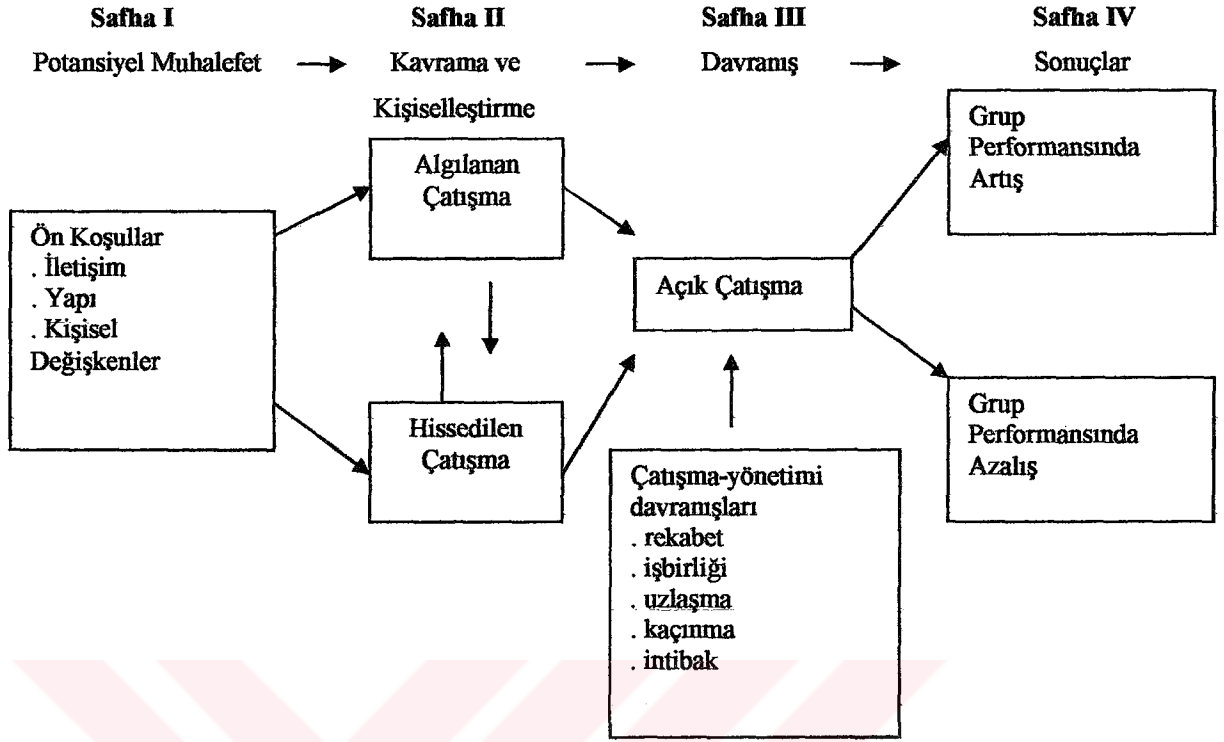 Safha I
Potansiyel Muhalefet
Safha II
Kavrama ve
Kişiselleştirme
Safha III
Davranış
Safha IV
Sonuçlar
Ön Koşullar
. İletişim
. Yapı
. Kişisel
Değişkenler
Algılanan
Çatışma
Hissedilen
Çatışma
Açık Çatışma
Çatışma-yönetimi
davranışları
. rekabet
. işbirliği
. uzlaşma
. kaçınma
. intibak
Grup
Performansında
Artış
Grup
Performansında
Azalış